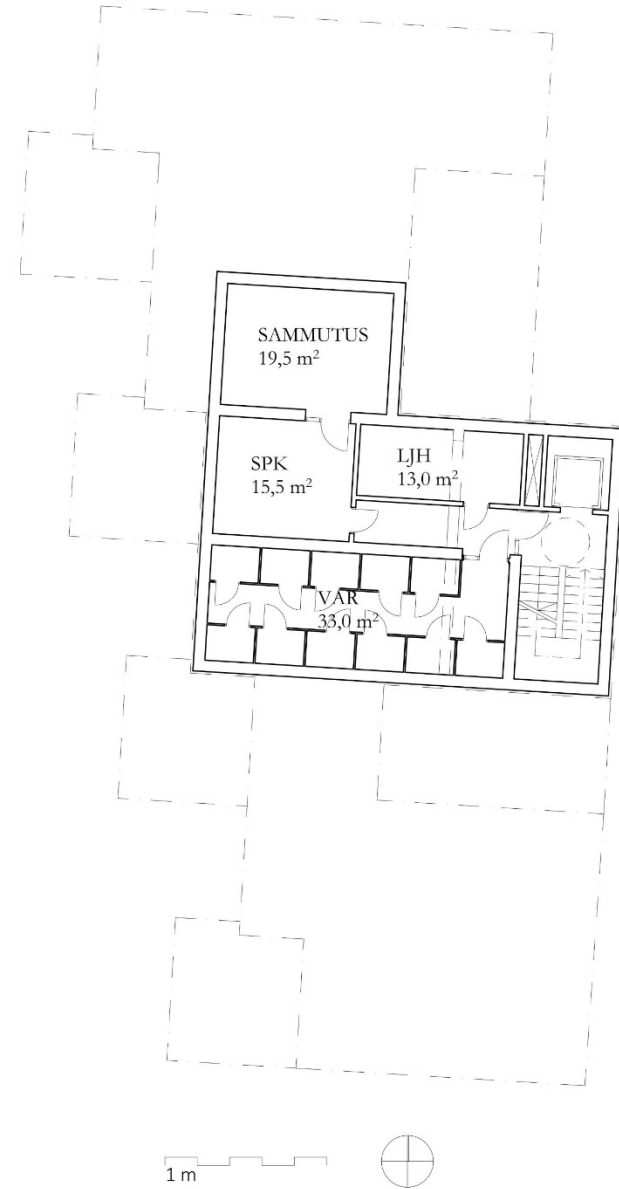 SAMMUTUS
19,5 m²
SPK
15,5 m²
LJH
13,0 m²
VAR
33,0 m²
1 m